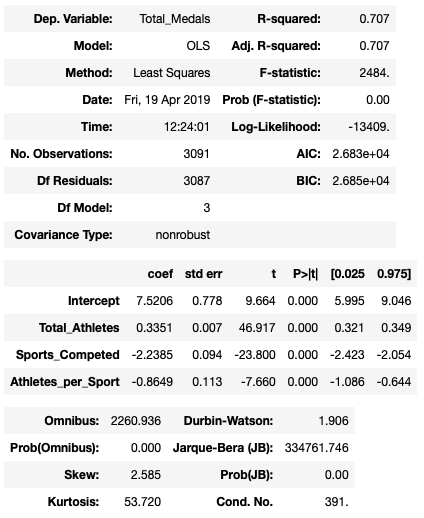 Dep. Variable: Total_Medals R-squared: 0.707
Model: OLS Adj. R-squared: 0.707
Method: Least Squares F-statistic: 2484.
Date: Fri, 19 Apr 2019 Prob (F-statistic): 0.00
Time: 12:24:01 Log-Likelihood: -13409.
No. Observations: 3091 AIC: 2.683e+04
Df Residuals: 3087 BIC: 2.685e+04
Df Model: 3
Covariance Type: nonrobust
coef std err t P>|t| [0.025 0.975]
Intercept 7.5206 0.778 9.664 0.000 5.995 9.046
Total_Athletes 0.3351 0.007 46.917 0.000 0.321 0.349
Sports_Competed -2.2385 0.094 -23.800 0.000 -2.423 -2.054
Athletes_per_Sport -0.8649 0.113 -7.660 0.000 -1.086 -0.644
Omnibus: 2260.936 Durbin-Watson: 1.906
Prob(Omnibus): 0.000 Jarque-Bera (JB): 334761.746
Skew: 2.585 Prob(JB): 0.00
Kurtosis: 53.720 Cond. No. 391.